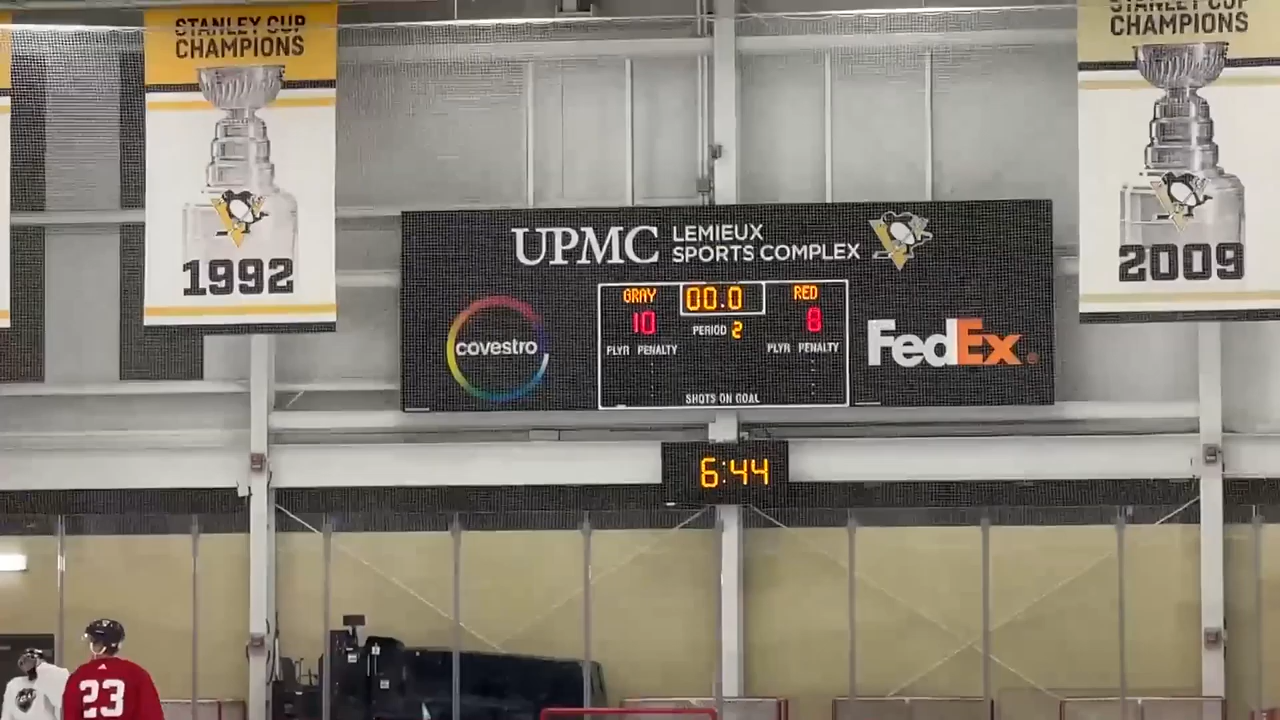 STANLEY CUP
CHAMPIONS
1992
STANLEY CUP
CHAMPIONS
2009
UPMC LEMIEUX
SPORTS COMPLEX
covestro
GRAY 00.0 RED
10 PERIOD 2 8
PLYR PENALTY PLYR PENALTY
SHOTS ON GOAL
FedEx
6:44
23